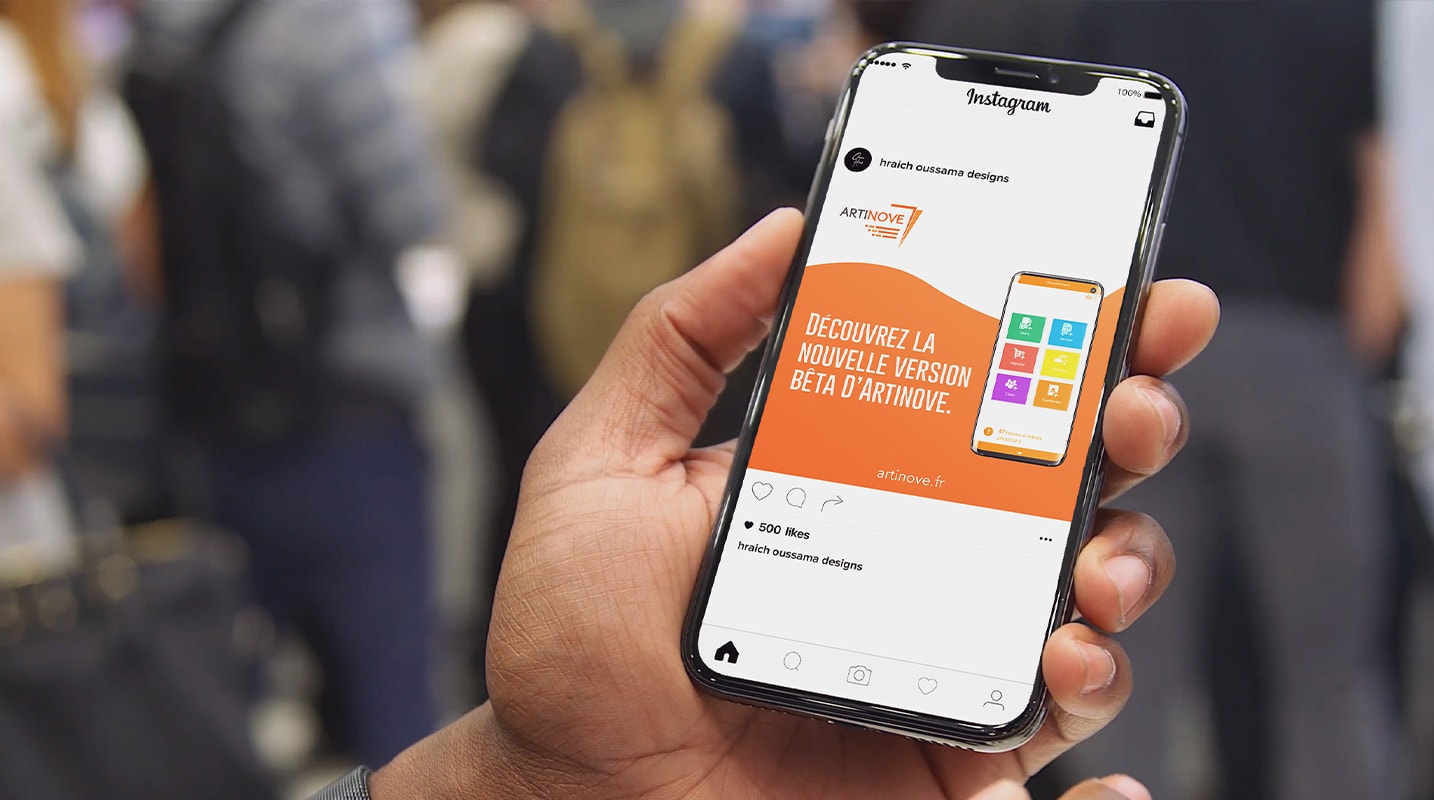 100%
Instagram
hraich oussama designs
ARTINOVE
DÉCOUVREZ LA
NOUVELLE VERSION
BÊTA D'ARTINOVE.
artinove.fr
500 likes
hraich oussama designs